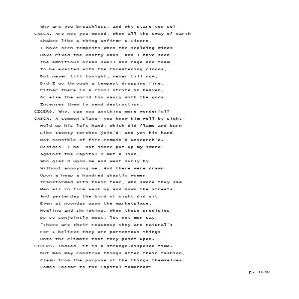 Why are you breathless, and why stare you so?
CASCA. Are not you moved, when all the sway of earth
Shakes like a thing unfirm? O Cicero,
I have seen tempests when the scolding winds
Have rived the knotty oaks, and I have seen
The ambitious ocean swell and rage and foam
To be exalted with the threatening clouds,
But never till tonight, never till now,
Did I go through a tempest dropping fire.
Either there is a civil strife in heaven,
Or else the world too saucy with the gods
Incenses them to send destruction.
CICERO. Why, saw you anything more wonderful?
CASCA. A common slave- you know him well by sight-
Held up his left hand, which did flame and burn
Like twenty torches join'd, and yet his hand
Not sensible of fire remain'd unscorch'd.
Besides- I ha' not since put up my sword-
Against the Capitol I met a lion,
Who glaz'd upon me and went surly by
Without annoying me. And there were drawn
Upon a heap a hundred ghastly women
Transformed with their fear, who swore they saw
Men all in fire walk up and down the streets.
And yesterday the bird of night did sit
Even at noonday upon the marketplace,
Howling and shrieking. When these prodigies
Do so conjointly meet, let not men say
"These are their reasons; they are natural":
For I believe they are portentous things
Unto the climate that they point upon.
CICERO. Indeed, it is a strange-disposed time.
But men may construe things after their fashion,
Clean from the purpose of the things themselves.
Comes Caesar to the Capitol tomorrow?